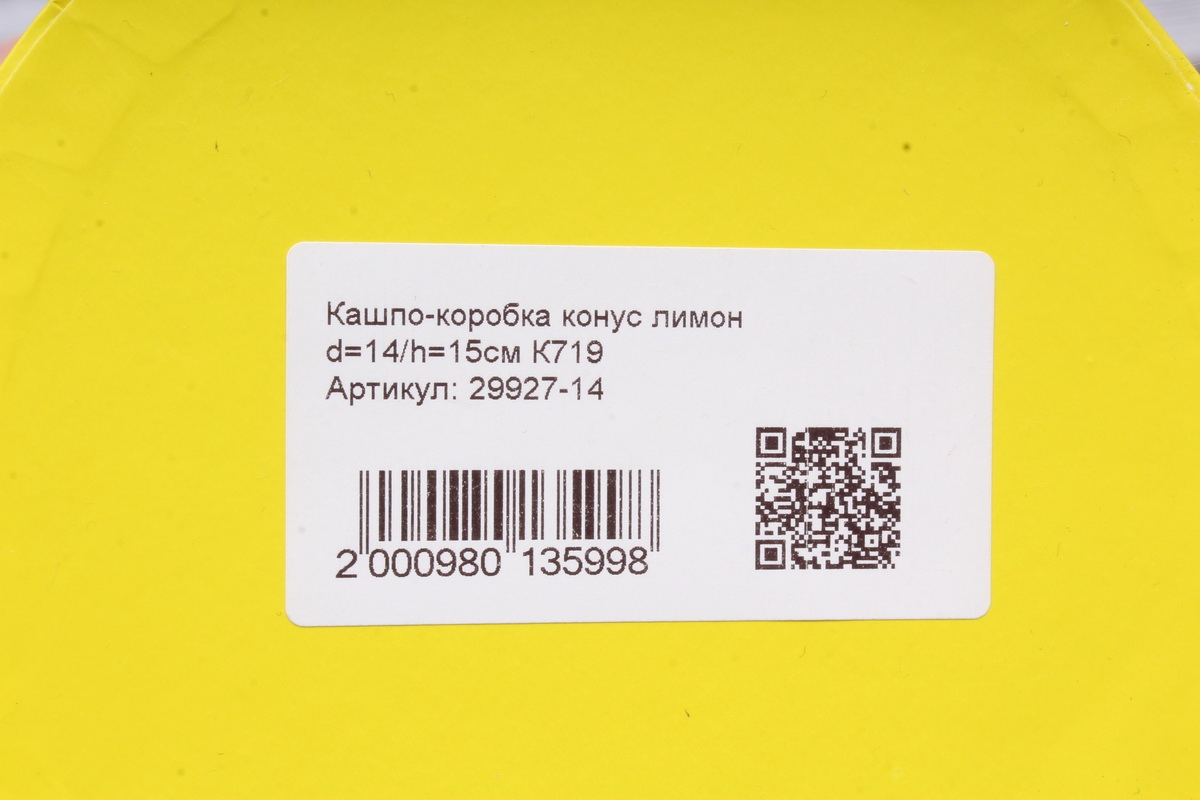 Кашпо-коробка конус лимон
d=14/h=15см К719
Артикул: 29927-14
2 000980 135998